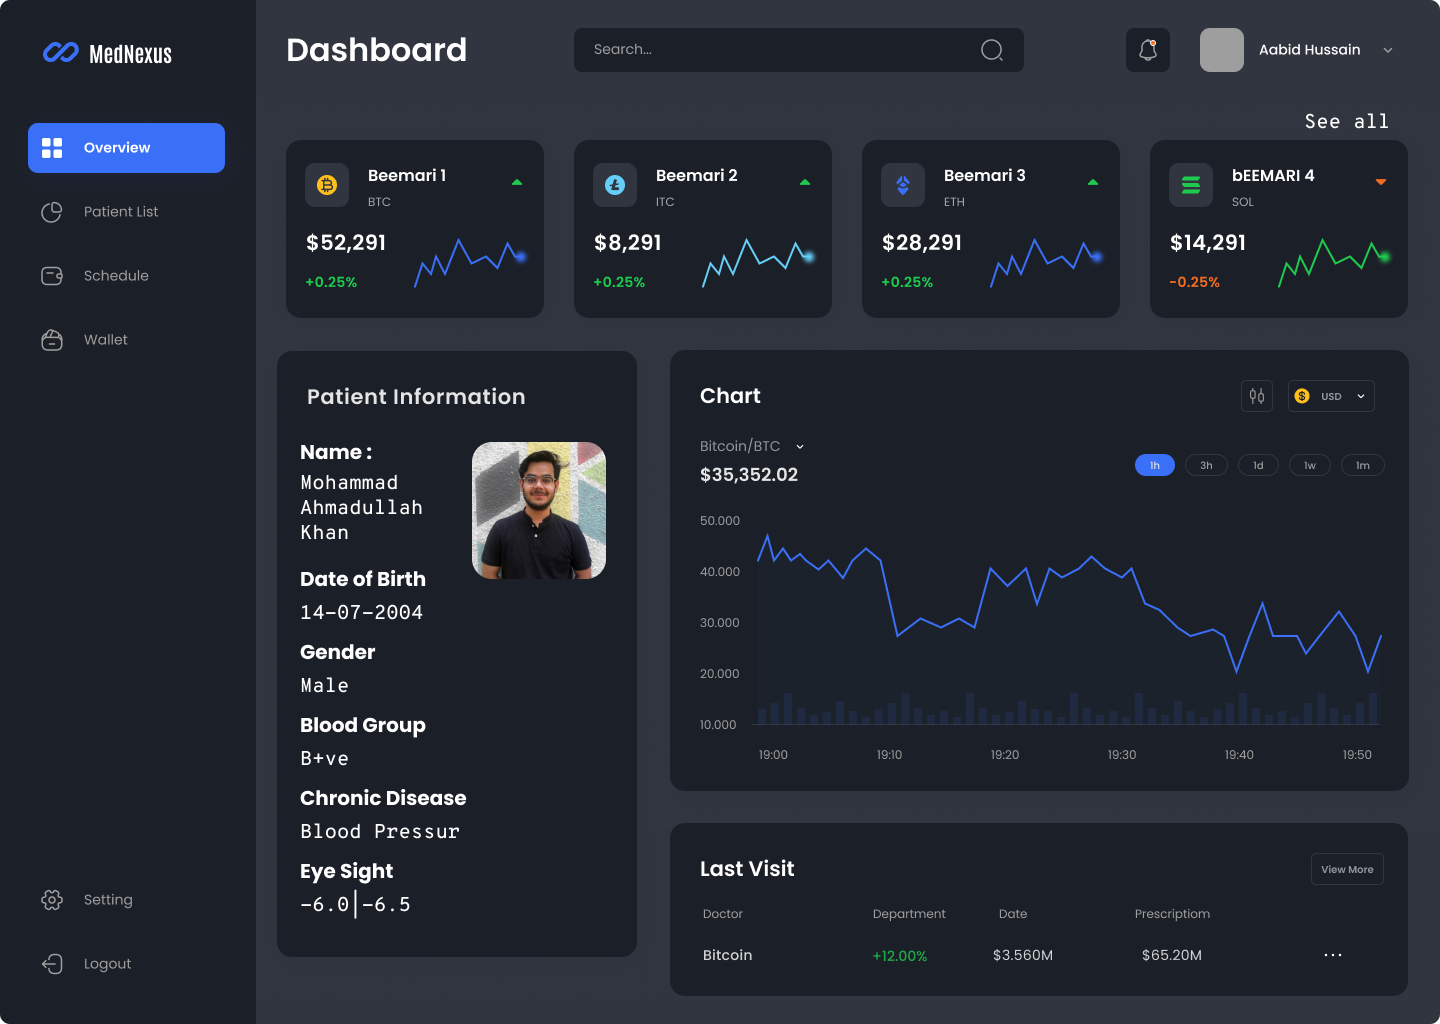 MedNexus
Dashboard
Search...
Aabid Hussain
Overview
Patient List
Schedule
Wallet
Setting
Logout
See all
Beemari 1
BTC
$52,291
+0.25%
Beemari 2
ITC
$8,291
+0.25%
Beemari 3
ETH
$28,291
+0.25%
bEEMARI 4
SOL
$14,291
-0.25%
Patient Information
Name :
Mohammad
Ahmadullah
Khan
Date of Birth
14-07-2004
Gender
Male
Blood Group
B+ve
Chronic Disease
Blood Pressur
Eye Sight
-6.0|-6.5
Chart
$ USD
Bitcoin/BTC
$35,352.02
1h 3h 1d 1w 1m
50.000
40.000
30.000
20.000
10.000
19:00 19:10 19:20 19:30 19:40 19:50
Last Visit
View More
Doctor Department Date Prescriptiom
Bitcoin +12.00% $3.560M $65.20M ...